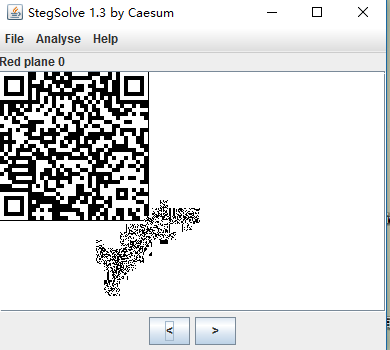 StegSolve 1.3 by Caesum
File Analyse Help
Red plane 0
< >